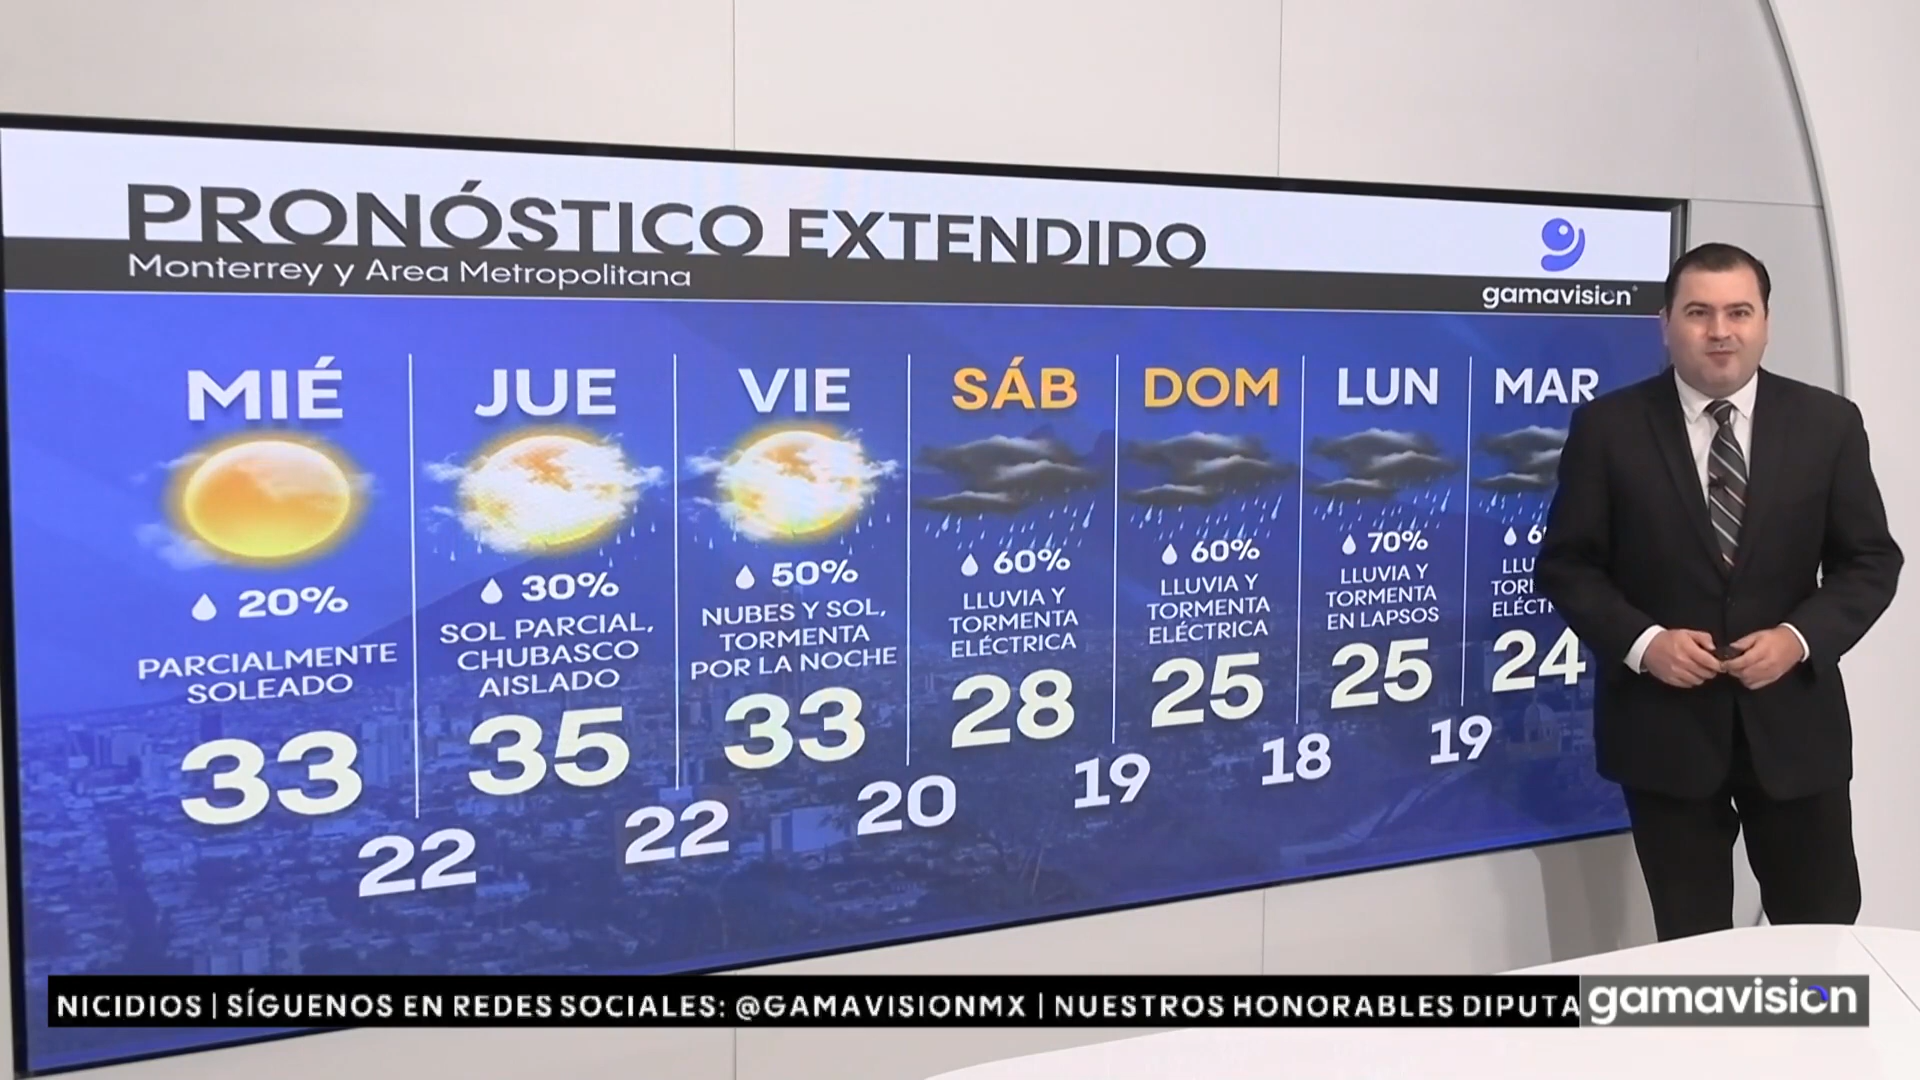 PRONÓSTICO EXTENDIDO
Monterrey y Area Metropolitana
gamavision
MIÉ
20%
PARCIALMENTE
SOLEADO
33
22
JUE
30%
SOL PARCIAL,
CHUBASCO
AISLADO
35
22
VIE
50%
NUBES Y SOL,
TORMENTA
POR LA NOCHE
33
20
SÁB
60%
LLUVIA Y
TORMENTA
ELÉCTRICA
28
19
DOM
60%
LLUVIA Y
TORMENTA
ELÉCTRICA
25
18
LUN
70%
LLUVIA Y
TORMENTA
EN LAPSOS
25
19
MAR
24
NICIDIOS | SÍGUENOS EN REDES SOCIALES: @GAMAVISIONMX | NUESTROS HONORABLES DIPUTA
gamavision